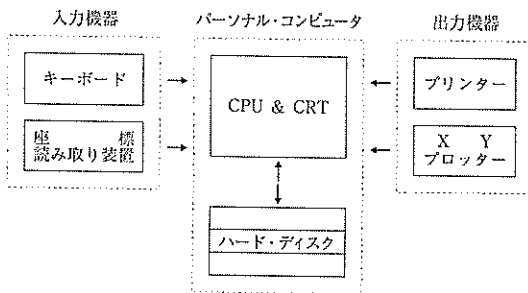 入力機器
パーソナル・コンピュータ
出力機器
キーボード
座標
読み取り装置
CPU & CRT
プリンター
X Y
プロッター
ハード・ディスク